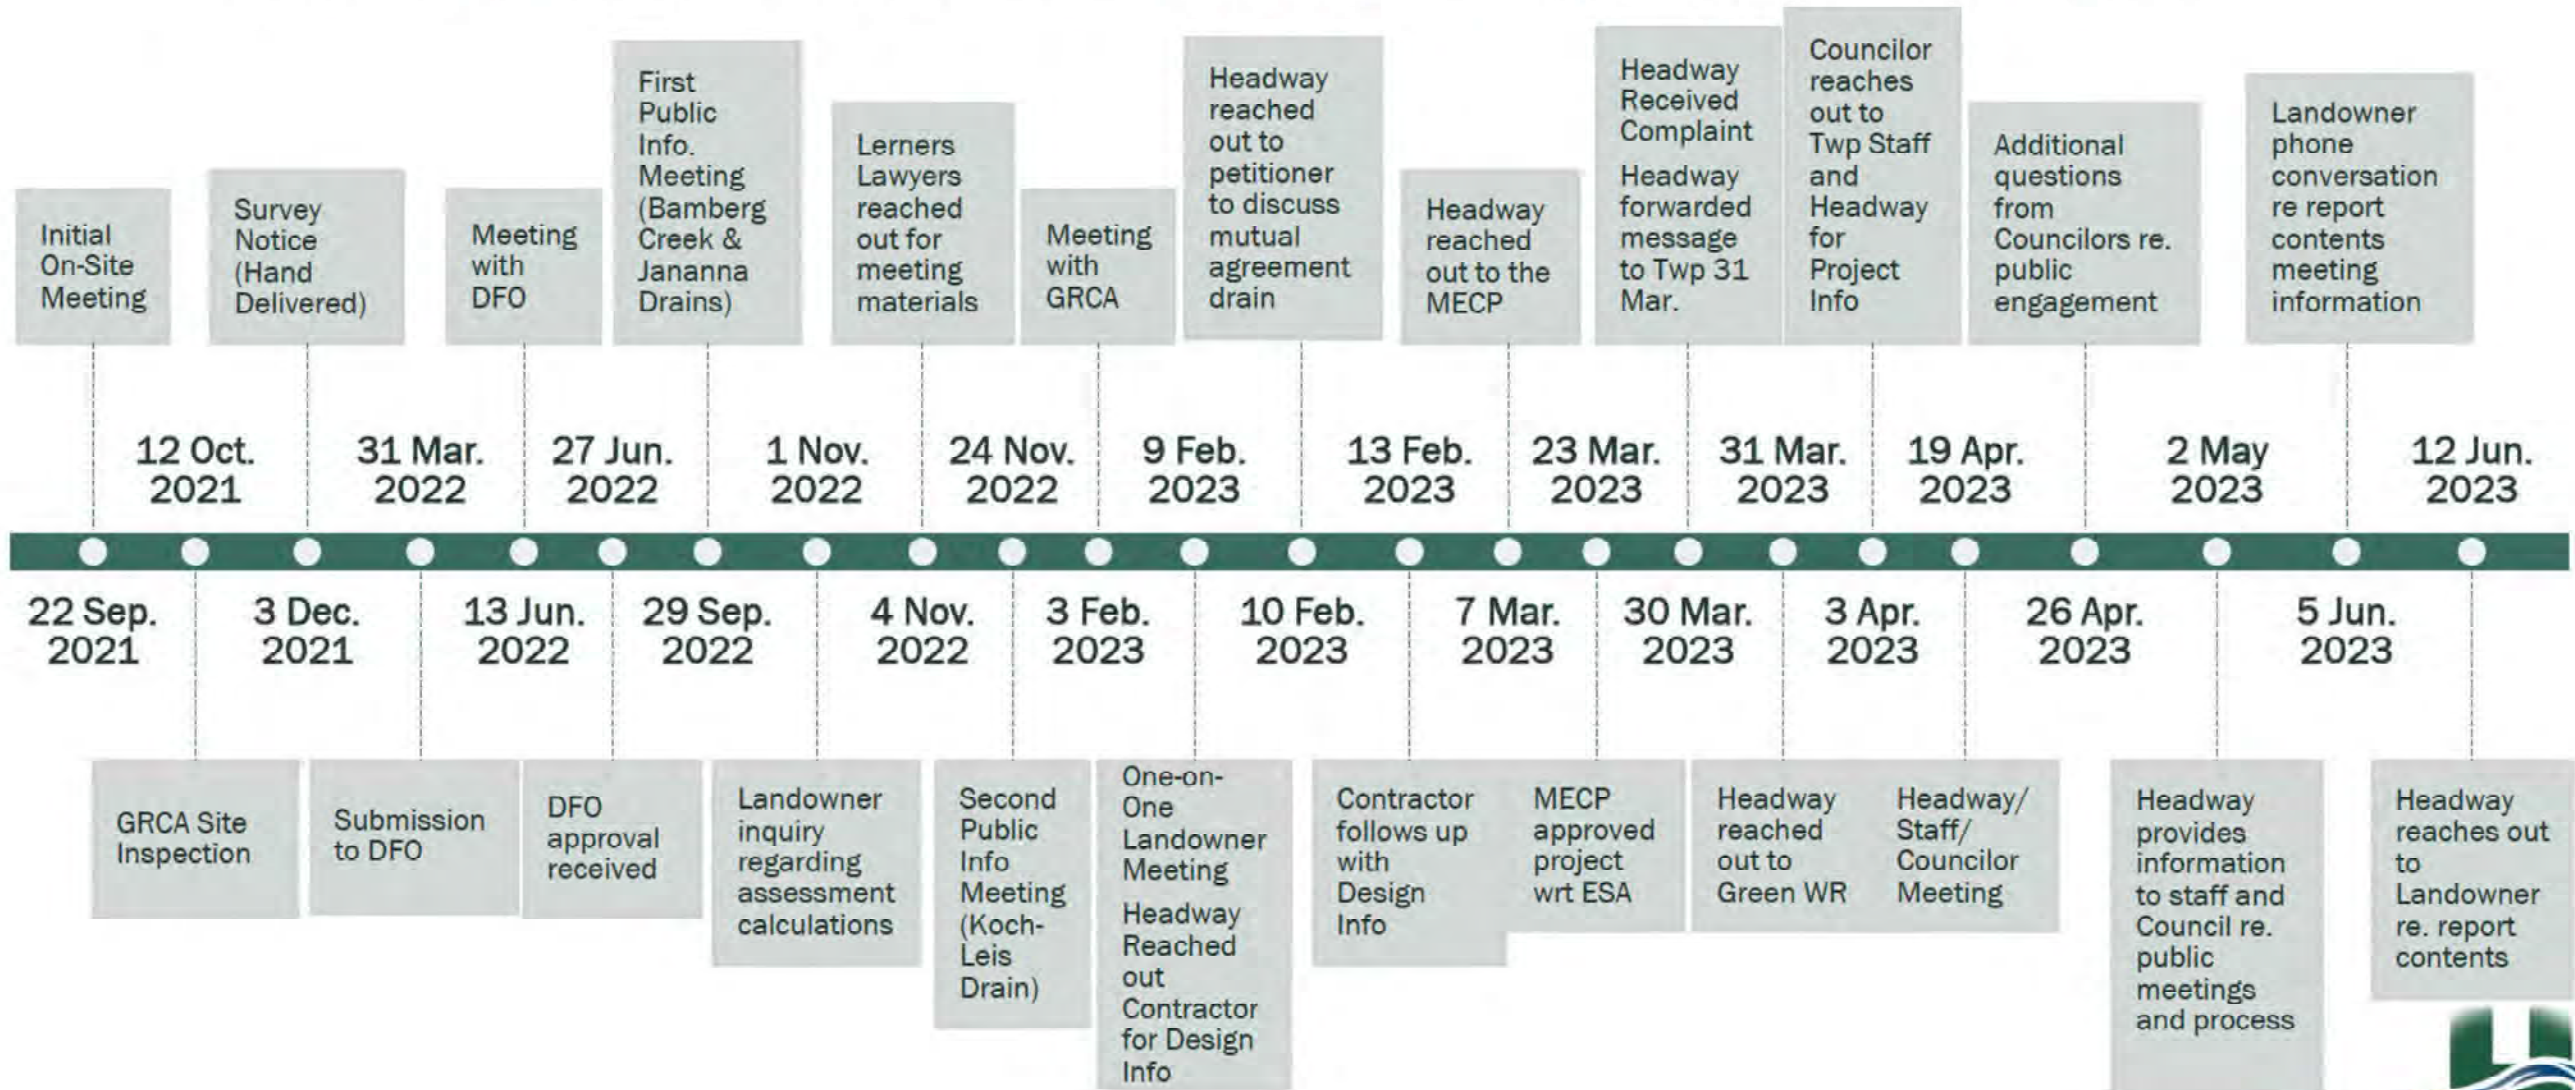 Initial
On-Site
Meeting
Survey
Notice
(Hand
Delivered)
Meeting
with
DFO
First
Public
Info.
Meeting
(Bamberg
Creek &
Jananna
Drains)
Lerners
Lawyers
reached
out for
meeting
materials
Meeting
with
GRCA
Headway
reached
out to
petitioner
to discuss
mutual
agreement
drain
Headway
reached
out to the
MECP
Headway
Received
Complaint
Headway
forwarded
message
to Twp 31
Mar.
Councilor
reaches
out to
Twp Staff
and
Headway
for
Project
Info
Additional
questions
from
Councilors re.
public
engagement
Landowner
phone
conversation
re report
contents
meeting
information
12 Oct.
2021
31 Mar.
2022
27 Jun.
2022
1 Nov.
2022
24 Nov.
2022
9 Feb.
2023
13 Feb.
2023
23 Mar.
2023
31 Mar.
2023
19 Apr.
2023
2 May
2023
12 Jun.
2023
22 Sep.
2021
3 Dec.
2021
13 Jun.
2022
29 Sep.
2022
4 Nov.
2022
3 Feb.
2023
10 Feb.
2023
7 Mar.
2023
30 Mar.
2023
3 Apr.
2023
26 Apr.
2023
5 Jun.
2023
GRCA Site
Inspection
Submission
to DFO
DFO
approval
received
Landowner
inquiry
regarding
assessment
calculations
Second
Public
Info
Meeting
(Koch-
Leis
Drain)
One-on-
One
Landowner
Meeting
Headway
Reached
out
Contractor
for Design
Info
Contractor
follows up
with
Design
Info
MECP
approved
project
wrt ESA
Headway
reached
out to
Green WR
Headway/
Staff/
Councilor
Meeting
Headway
provides
information
to staff and
Council re.
public
meetings
and process
Headway
reaches out
to
Landowner
re. report
contents